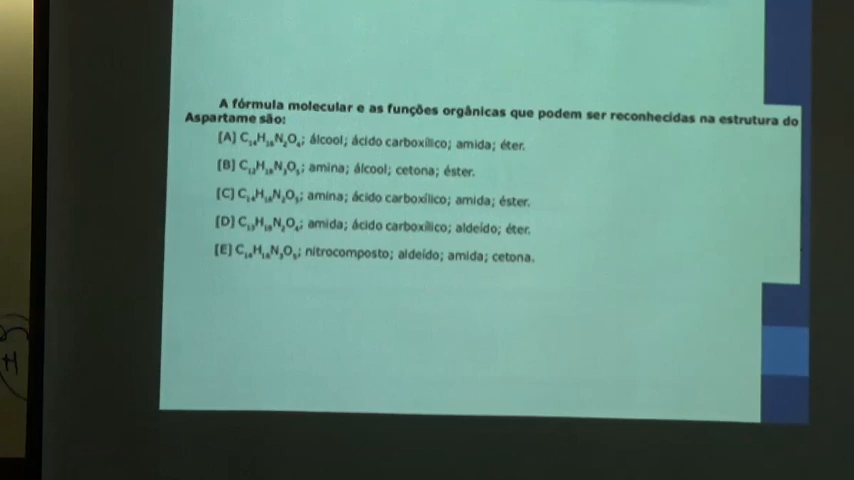 A fórmula molecular e as funções orgânicas que podem ser reconhecidas na estrutura do
Aspartame são:
[A] C₁₄H₁₈N₂O₄; álcool; ácido carboxílico; amida; éter.
[B] C₁₂H₁₈N₃O₅; amina; álcool; cetona; éster.
[C] C₁₄H₁₈N₂O₅; amina; ácido carboxílico; amida; éster.
[D] C₁₃H₁₈N₂O₄; amida; ácido carboxílico; aldeído; éter.
[E] C₁₄H₁₆N₃O₅; nitrocomposto; aldeído; amida; cetona.